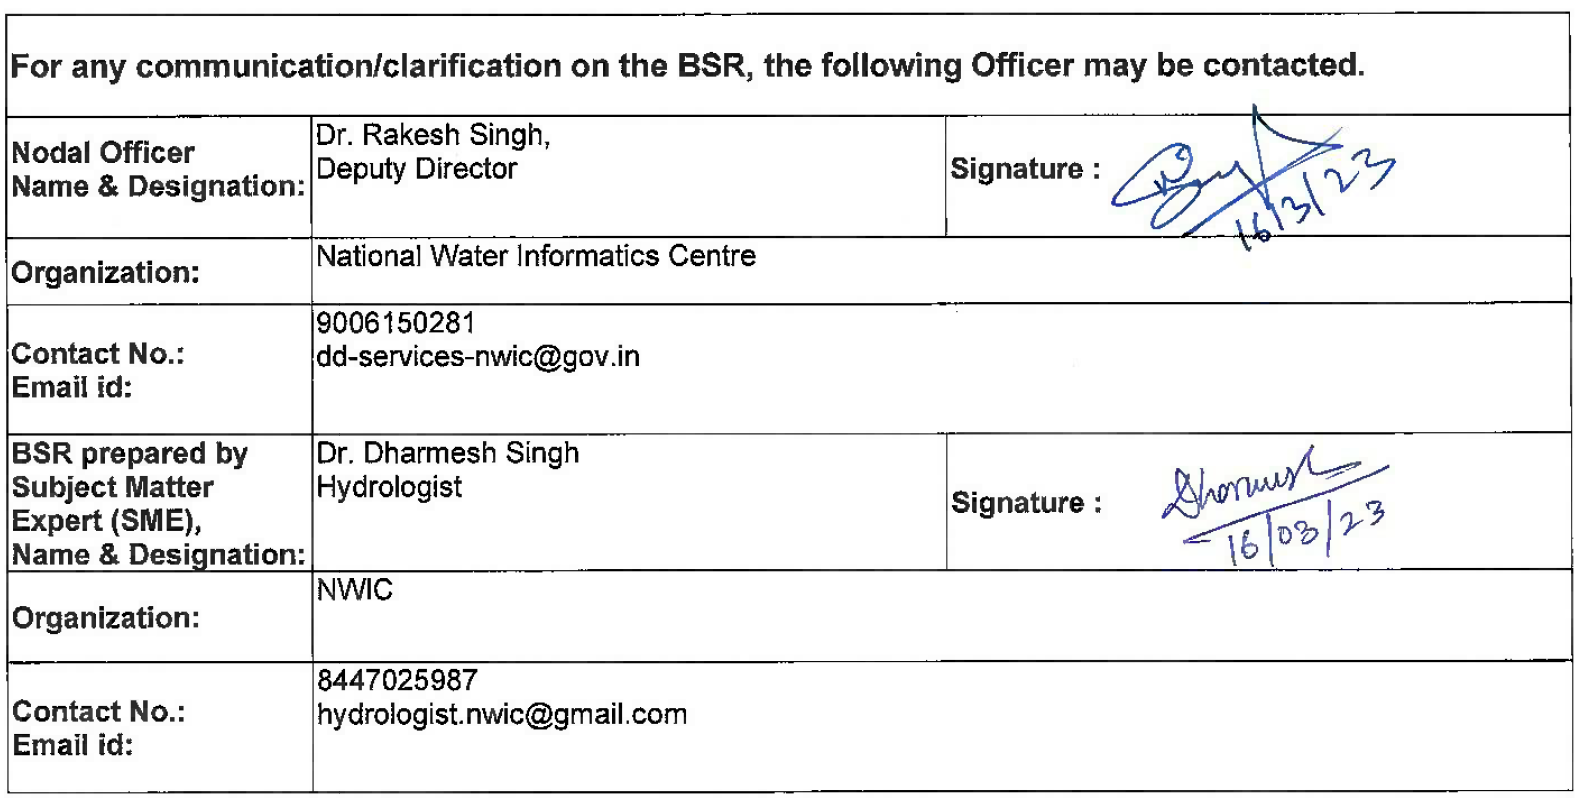 For any communication/clarification on the BSR, the following Officer may be contacted.
Nodal Officer
Name & Designation:
Dr. Rakesh Singh,
Deputy Director
Signature :
16/3/23
Organization:
National Water Informatics Centre
Contact No.:
Email id:
9006150281
dd-services-nwic@gov.in
BSR prepared by
Subject Matter
Expert (SME),
Name & Designation:
Dr. Dharmesh Singh
Hydrologist
Signature :
Dharmesh
16/03/23
Organization:
NWIC
Contact No.:
Email id:
8447025987
hydrologist.nwic@gmail.com